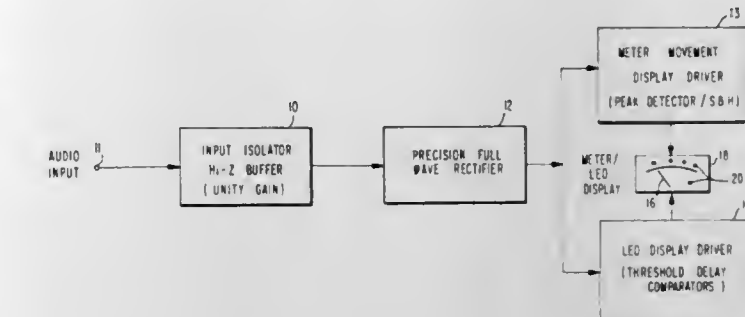 13
METER MOVEMENT
DISPLAY DRIVER
(PEAK DETECTOR / S&H)
10
12
11
AUDIO
INPUT
INPUT ISOLATOR
Hi-Z BUFFER
(UNITY GAIN)
PRECISION FULL
WAVE RECTIFIER
METER/
LED
DISPLAY
18
20
16
LED DISPLAY DRIVER
(THRESHOLD DELAY
COMPARATORS )